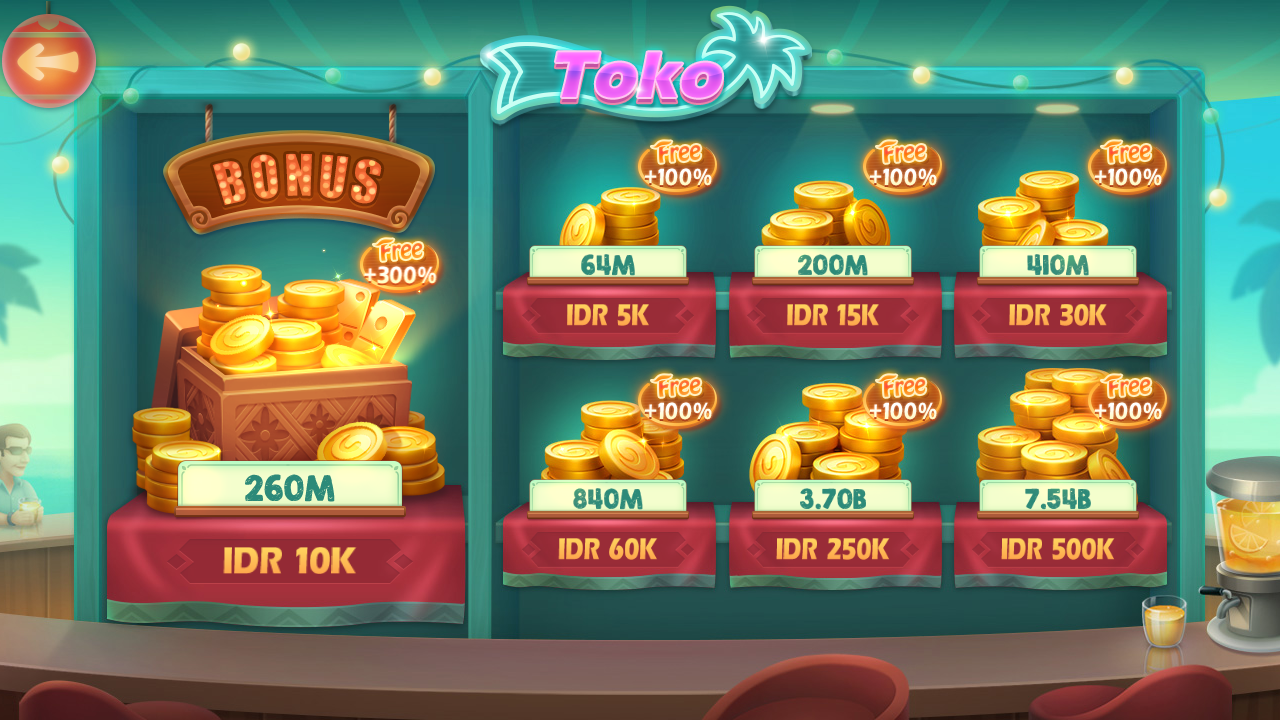 Toko
BONUS
Free
+300%
260M
IDR 10K
Free
+100%
64M
IDR 5K
Free
+100%
200M
IDR 15K
Free
+100%
410M
IDR 30K
Free
+100%
840M
IDR 60K
Free
+100%
3.70B
IDR 250K
Free
+100%
7.54B
IDR 500K